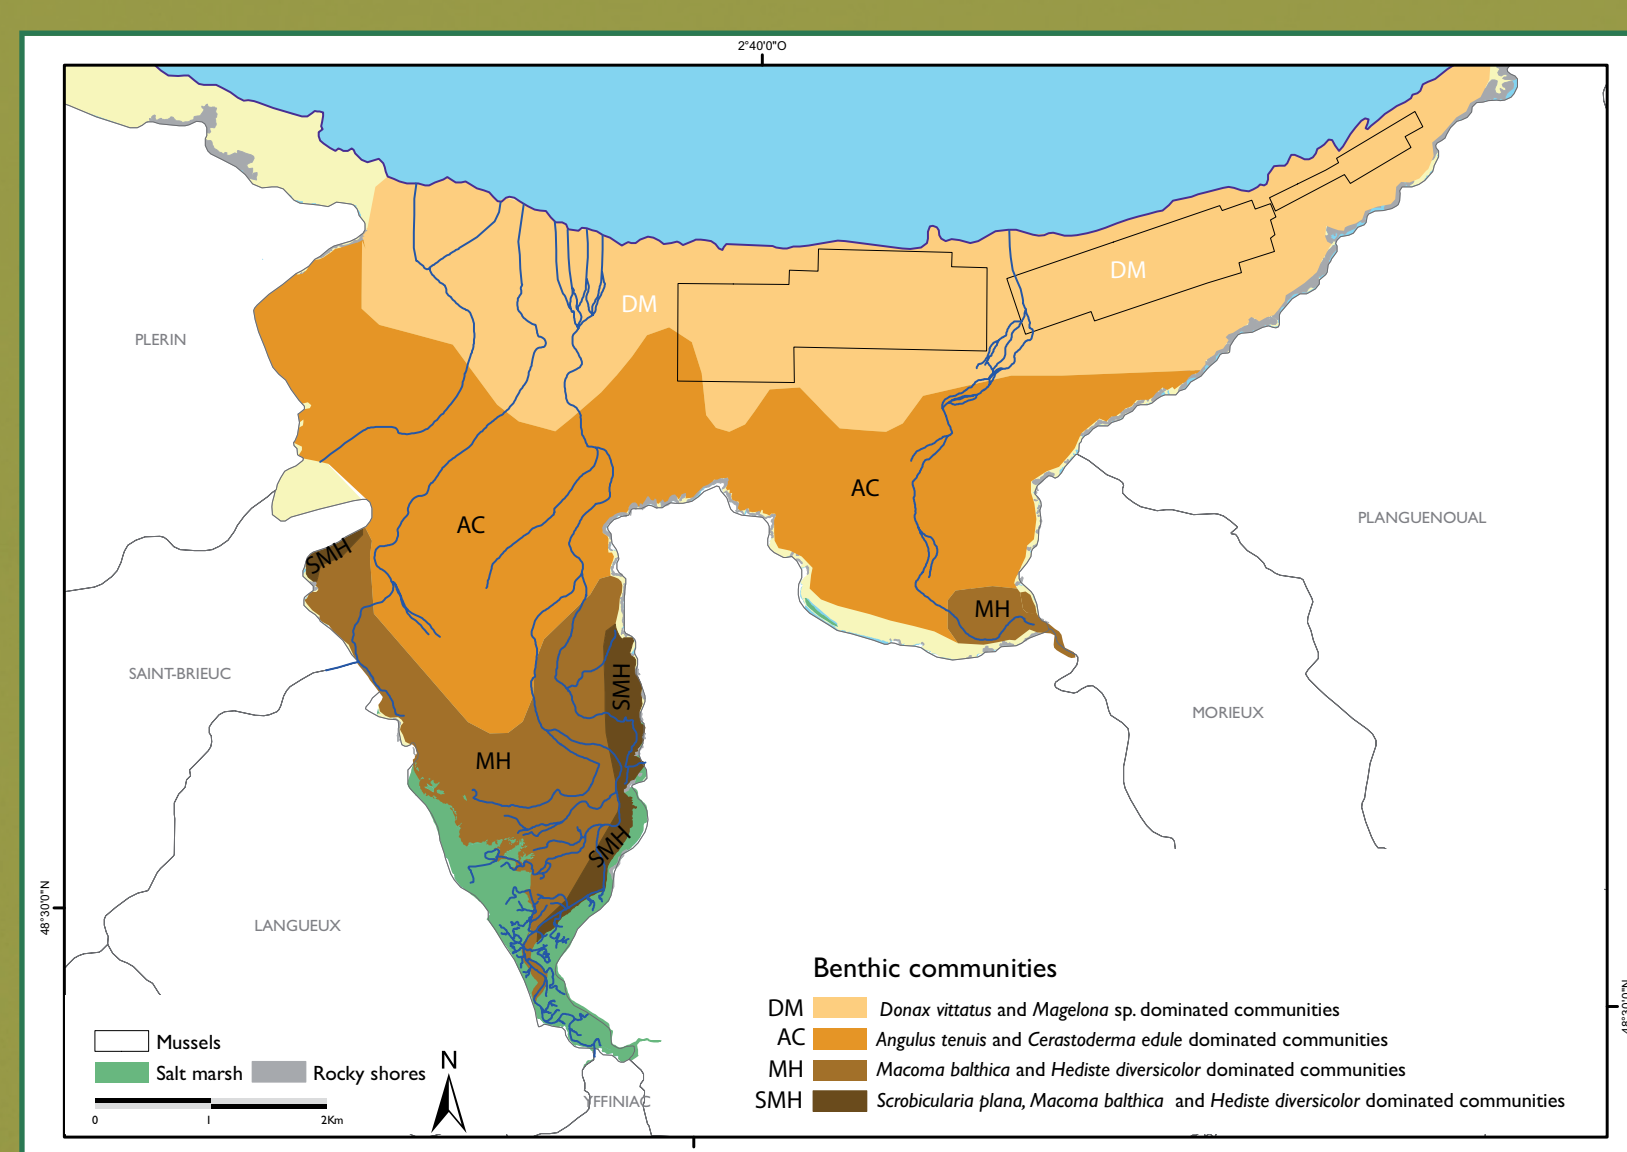 2°40'0"O
DM
DM
PLERIN
AC
AC
PLANGUENOUAL
SMH
MH
SAINT-BRIEUC
SMH
MORIEUX
MH
SMH
48°30'0"N
LANGUEUX
Benthic communities
DM Donax vittatus and Magelona sp. dominated communities
AC Angulus tenuis and Cerastoderma edule dominated communities
MH Macoma balthica and Hediste diversicolor dominated communities
SMH Scrobicularia plana, Macoma balthica and Hediste diversicolor dominated communities
Mussels
Salt marsh Rocky shores
N
0 1 2Km
YFFINIAC